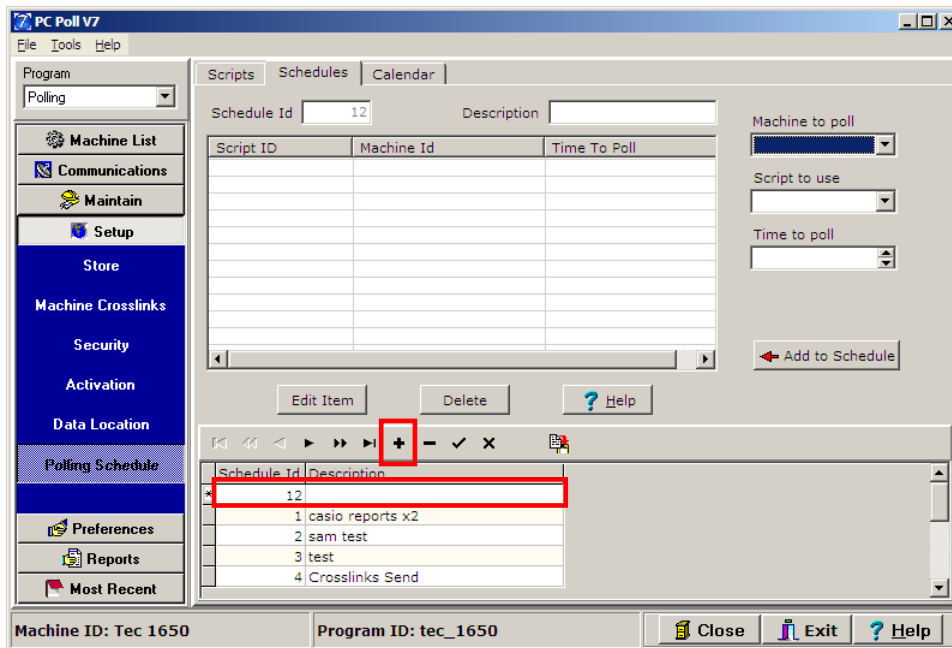 PC Poll V7
File Tools Help
Program
Polling
Machine List
Communications
Maintain
Setup
Store
Machine Crosslinks
Security
Activation
Data Location
Polling Schedule
Preferences
Reports
Most Recent
Scripts Schedules Calendar
Schedule Id 12 Description
Script ID Machine Id Time To Poll
Machine to poll
Script to use
Time to poll
Add to Schedule
Edit Item Delete ? Help
Schedule Id Description
* 12
1 casio reports x2
2 sam test
3 test
4 Crosslinks Send
Machine ID: Tec 1650 Program ID: tec_1650 Close Exit ? Help